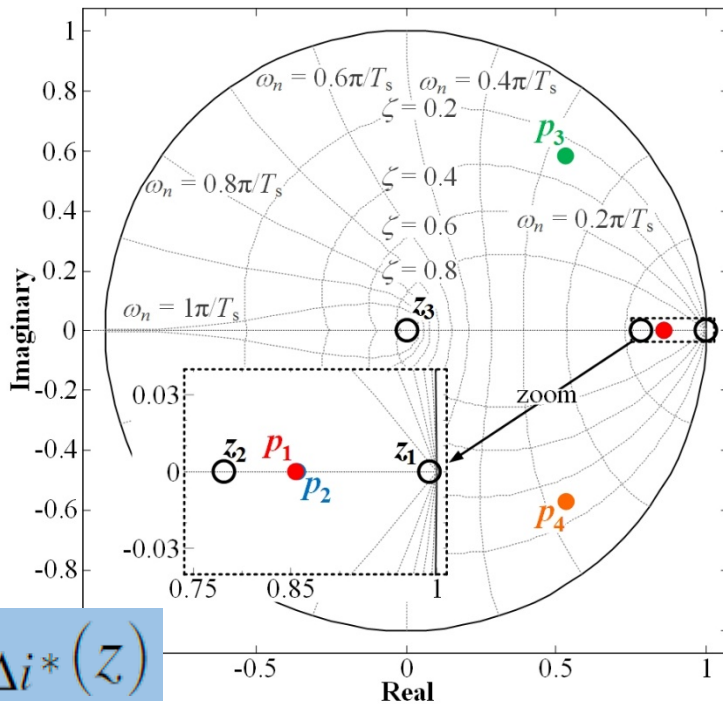 1
0.8
0.6
0.4
0.2
0
-0.2
-0.4
-0.6
-0.8
Imaginary
ωₙ = 0.6π/Tₛ
ωₙ = 0.4π/Tₛ
ζ = 0.2
p₃
ωₙ = 0.8π/Tₛ
ζ = 0.4
ζ = 0.6
ωₙ = 0.2π/Tₛ
ζ = 0.8
ωₙ = 1π/Tₛ
z₃
zoom
0.03
0
-0.03
z₂
p₁
p₂
z₁
0.75
0.85
1
p₄
Δi*(z)
-0.5
0
0.5
1
Real